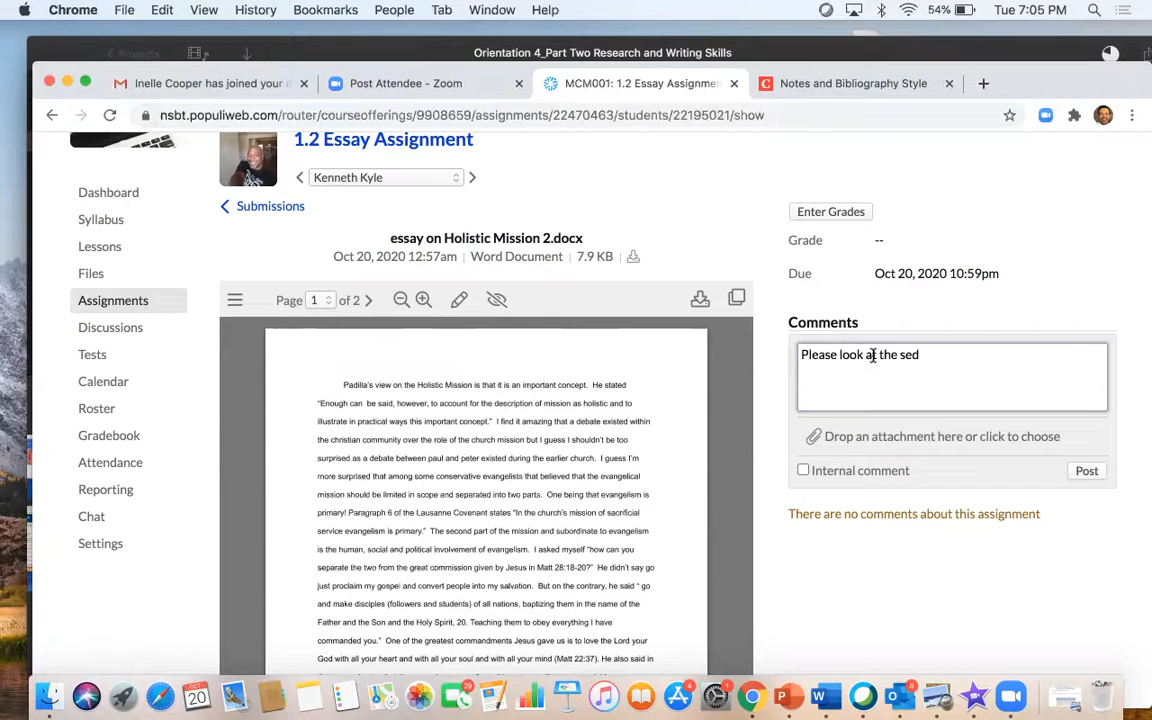 Chrome File Edit View History Bookmarks People Tab Window Help 54% Tue 7:05 PM
Projects Orientation 4_Part Two Research and Writing Skills
Inelle Cooper has joined your Post Attendee - Zoom MCM001: 1.2 Essay Assignmen Notes and Bibliography Style
nsbt.populiweb.com/router/courseofferings/9908659/assignments/22470463/students/22195021/show
1.2 Essay Assignment
Kenneth Kyle
Submissions
Dashboard
Syllabus
Lessons
Files
Assignments
Discussions
Tests
Calendar
Roster
Gradebook
Attendance
Reporting
Chat
Settings
essay on Holistic Mission 2.docx
Oct 20, 2020 12:57am Word Document 7.9 KB
Page 1 of 2
Padilla's view on the Holistic Mission is that it is an important concept. He stated
“Enough can be said, however, to account for the description of mission as holistic and to
illustrate in practical ways this important concept.” I find it amazing that a debate existed within
the christian community over the role of the church mission but I guess I shouldn't be too
surprised as a debate between paul and peter existed during the earlier church. I guess I'm
more surprised that among some conservative evangelists that believed that the evangelical
mission should be limited in scope and separated into two parts. One being that evangelism is
primary! Paragraph 6 of the Lausanne Covenant states “In the church's mission of sacrificial
service evangelism is primary.” The second part of the mission and subordinate to evangelism
is the human, social and political involvement of evangelism. I asked myself “how can you
separate the two from the great commission given by Jesus in Matt 28:18-20?” He didn't say go
just proclaim my gospel and convert people into my salvation. But on the contrary, he said “ go
and make disciples (followers and students) of all nations, baptizing them in the name of the
Father and the Son and the Holy Spirit, 20. Teaching them to obey everything I have
commanded you.” One of the greatest commandments Jesus gave us is to love the Lord your
God with all your heart and with all your soul and with all your mind (Matt 22:37). He also said in
Enter Grades
Grade --
Due Oct 20, 2020 10:59pm
Comments
Please look at the sed
Drop an attachment here or click to choose
Internal comment Post
There are no comments about this assignment